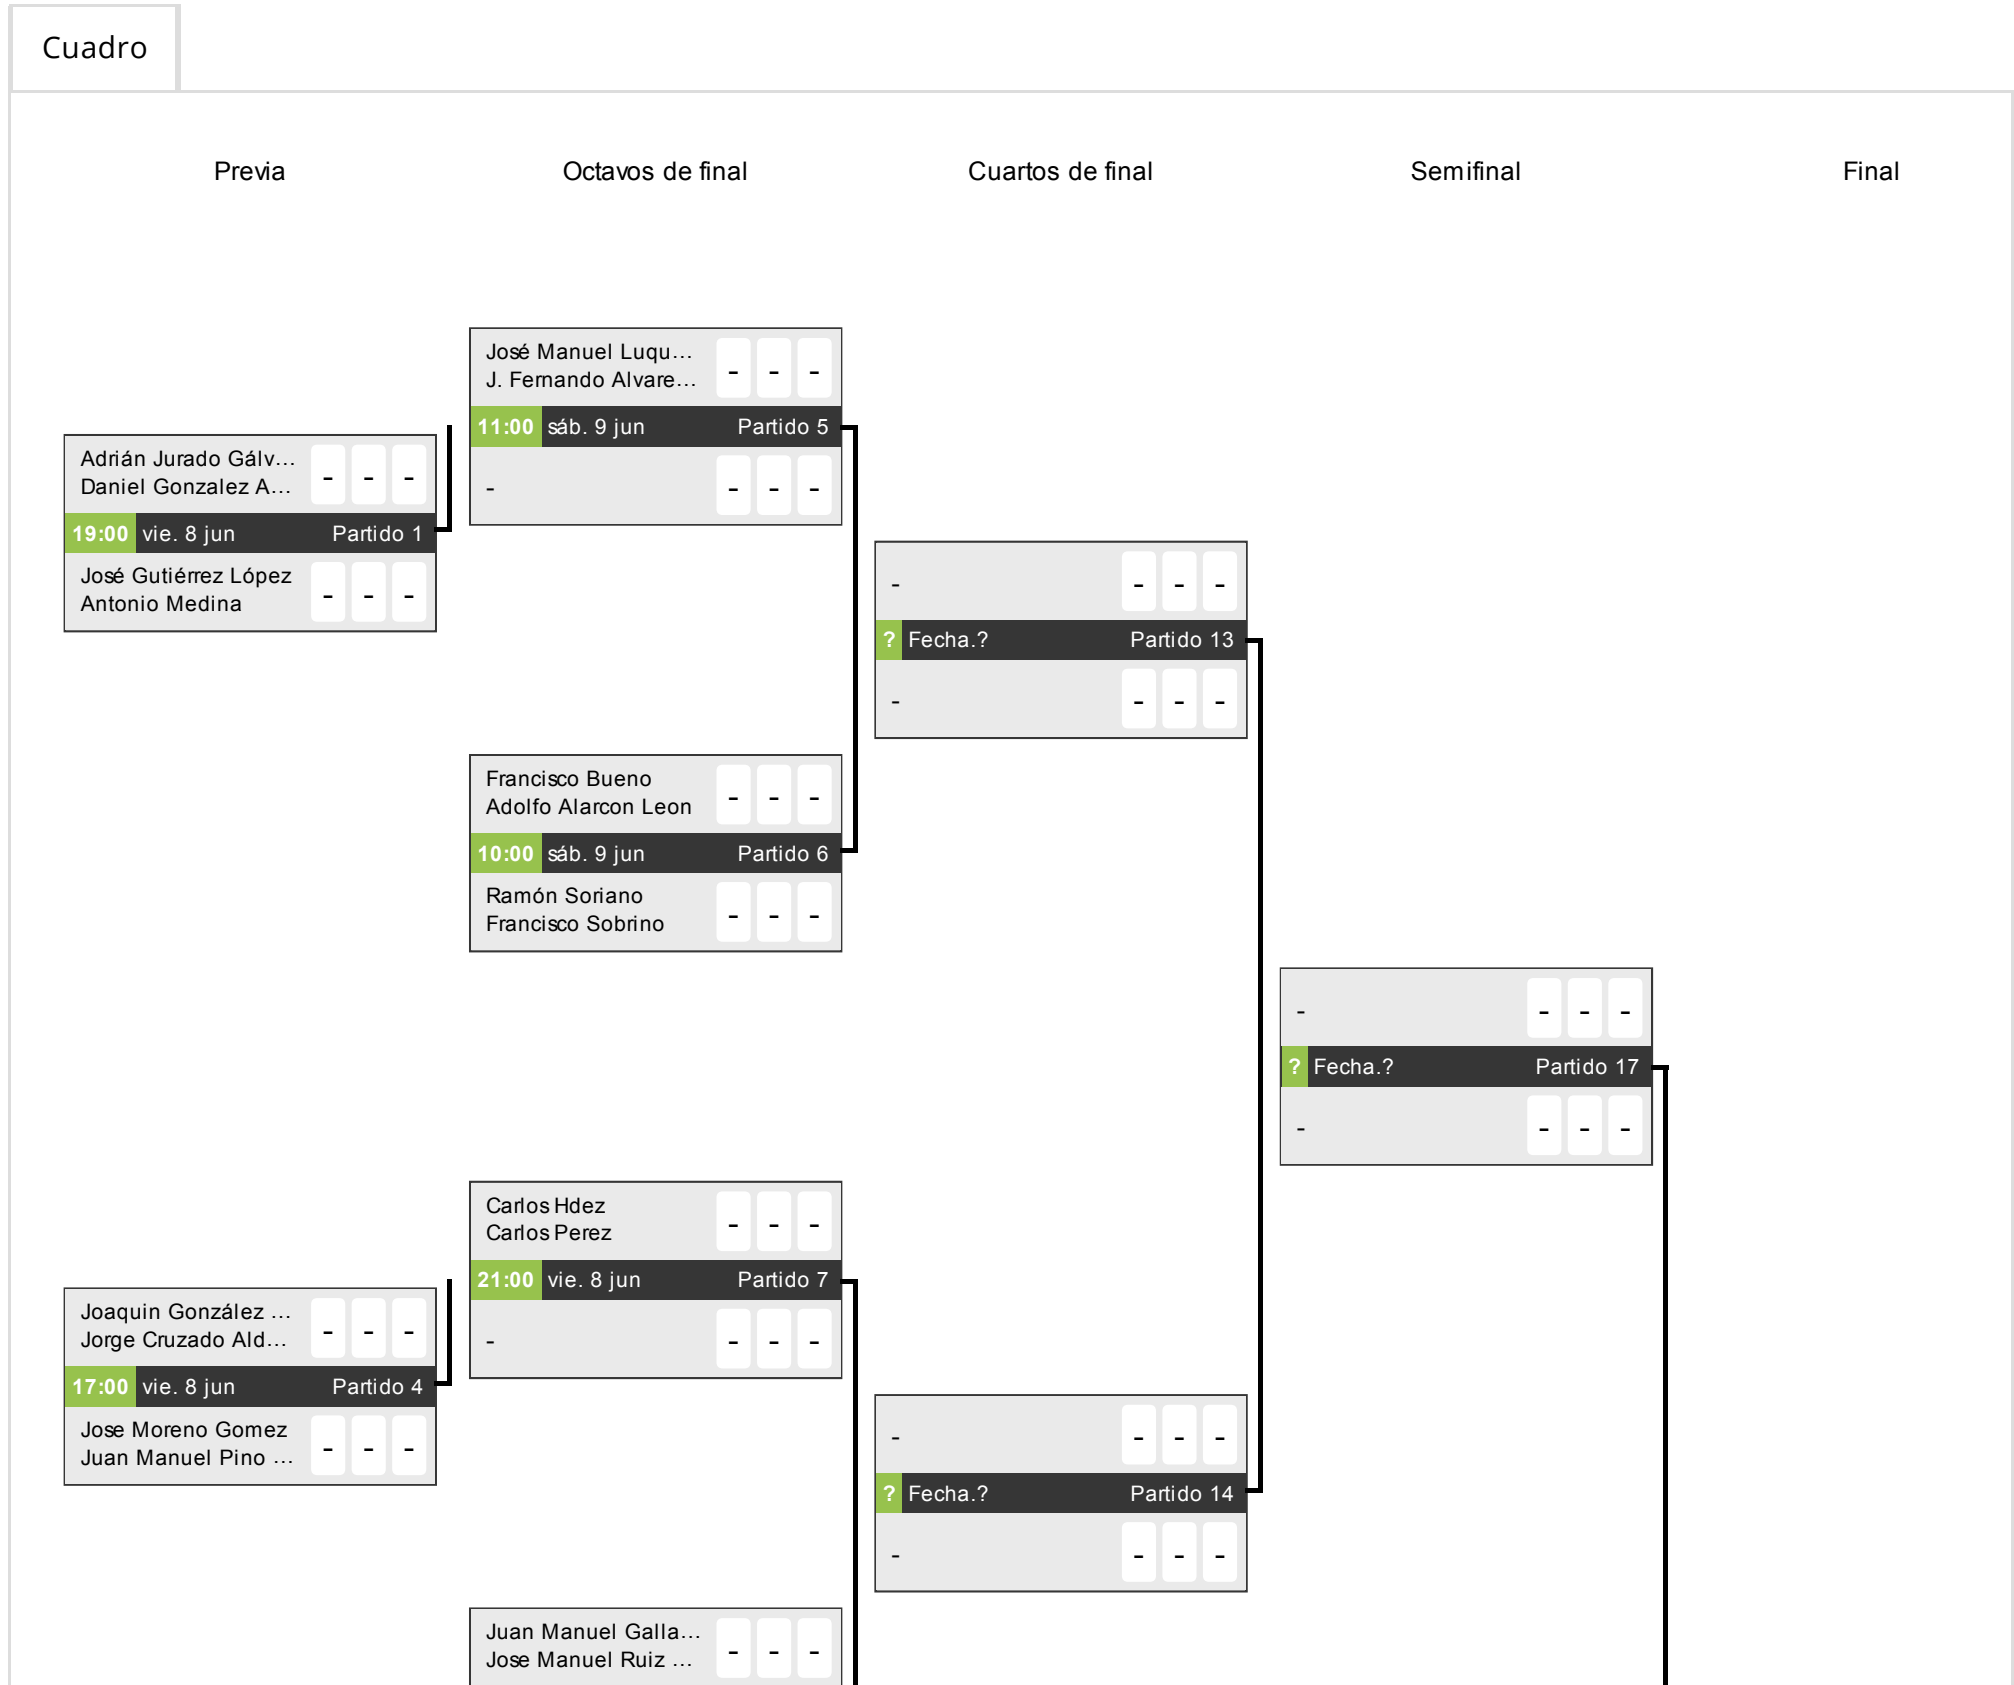 Cuadro
Previa
Octavos de final
Cuartos de final
Semifinal
Final
José Manuel Luqu... - - -
J. Fernando Alvare...
11:00 sáb. 9 jun Partido 5
- - - -
Adrián Jurado Gálv... - - -
Daniel Gonzalez A...
19:00 vie. 8 jun Partido 1
José Gutiérrez López - - -
Antonio Medina
- - - -
? Fecha.? Partido 13
- - - -
Francisco Bueno - - -
Adolfo Alarcon Leon
10:00 sáb. 9 jun Partido 6
Ramón Soriano - - -
Francisco Sobrino
- - - -
? Fecha.? Partido 17
- - - -
Carlos Hdez - - -
Carlos Perez
21:00 vie. 8 jun Partido 7
- - - -
Joaquin González ... - - -
Jorge Cruzado Ald...
17:00 vie. 8 jun Partido 4
Jose Moreno Gomez - - -
Juan Manuel Pino ...
- - - -
? Fecha.? Partido 14
- - - -
Juan Manuel Galla... - - -
Jose Manuel Ruiz ...